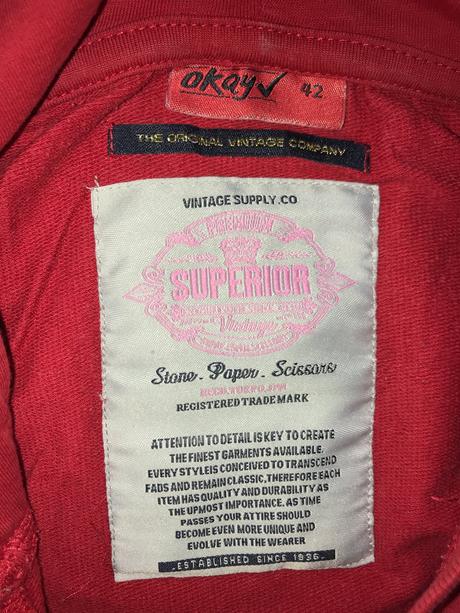 okay✓ 42
THE ORIGINAL VINTAGE COMPANY
VINTAGE SUPPLY.CO
PREMIUM
SUPERIOR
Vintage
Stone. Paper. Scissors
REGISTERED TRADE MARK
ATTENTION TO DETAIL IS KEY TO CREATE
THE FINEST GARMENTS AVAILABLE.
EVERY STYLE IS CONCEIVED TO TRANSCEND
FADS AND REMAIN CLASSIC, THEREFORE EACH
ITEM HAS QUALITY AND DURABILITY AS
THE UPMOST IMPORTANCE. AS TIME
PASSES YOUR ATTIRE SHOULD
BECOME EVEN MORE UNIQUE AND
EVOLVE WITH THE WEARER
.ESTABLISHED SINCE 1936.